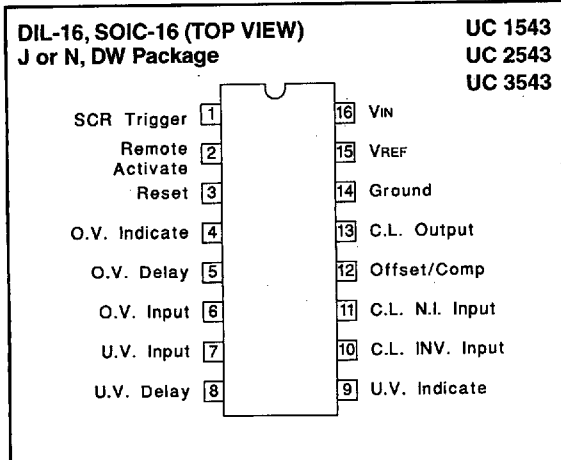 DIL-16, SOIC-16 (TOP VIEW)
J or N, DW Package
UC 1543
UC 2543
UC 3543
SCR Trigger 1
Remote Activate 2
Reset 3
O.V. Indicate 4
O.V. Delay 5
O.V. Input 6
U.V. Input 7
U.V. Delay 8
16 VIN
15 VREF
14 Ground
13 C.L. Output
12 Offset/Comp
11 C.L. N.I. Input
10 C.L. INV. Input
9 U.V. Indicate